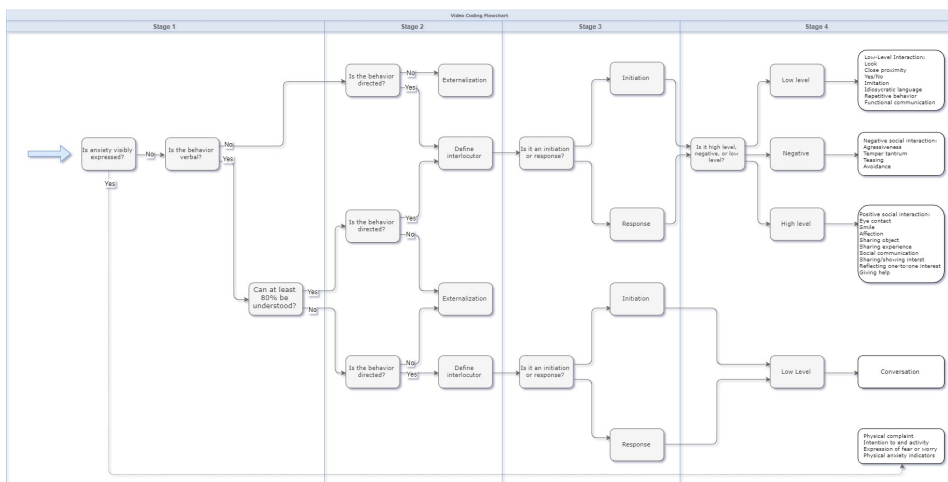 Video Coding Flowchart
Stage 1
Stage 2
Stage 3
Stage 4
Is anxiety visibly
expressed?
No
Yes
Is the behavior
verbal?
No
Yes
Can at least
80% be
understood?
Yes
No
Is the behavior
directed?
No
Yes
Externalization
Define
interlocutor
Is the behavior
directed?
Yes
No
Externalization
Is the behavior
directed?
No
Yes
Define
interlocutor
Is it an initiation
or response?
Initiation
Response
Is it an initiation
or response?
Initiation
Response
Is it high level,
negative, or low
level?
Low level
Negative
High level
Low Level
Low-Level Interaction:
Look
Close proximity
Yes/No
Imitation
Idiosycratic language
Repetitive behavior
Functional communication
Negative social interaction:
Agressiveness
Temper tantrum
Teasing
Avoidance
Positive social interaction:
Eye contact
Smile
Affection
Sharing object
Sharing experience
Social communication
Sharing/showing interst
Reflecting one-to-one interest
Giving help
Conversation
Physical complaint
Intention to end activity
Expression of fear or worry
Physical anxiety indicators